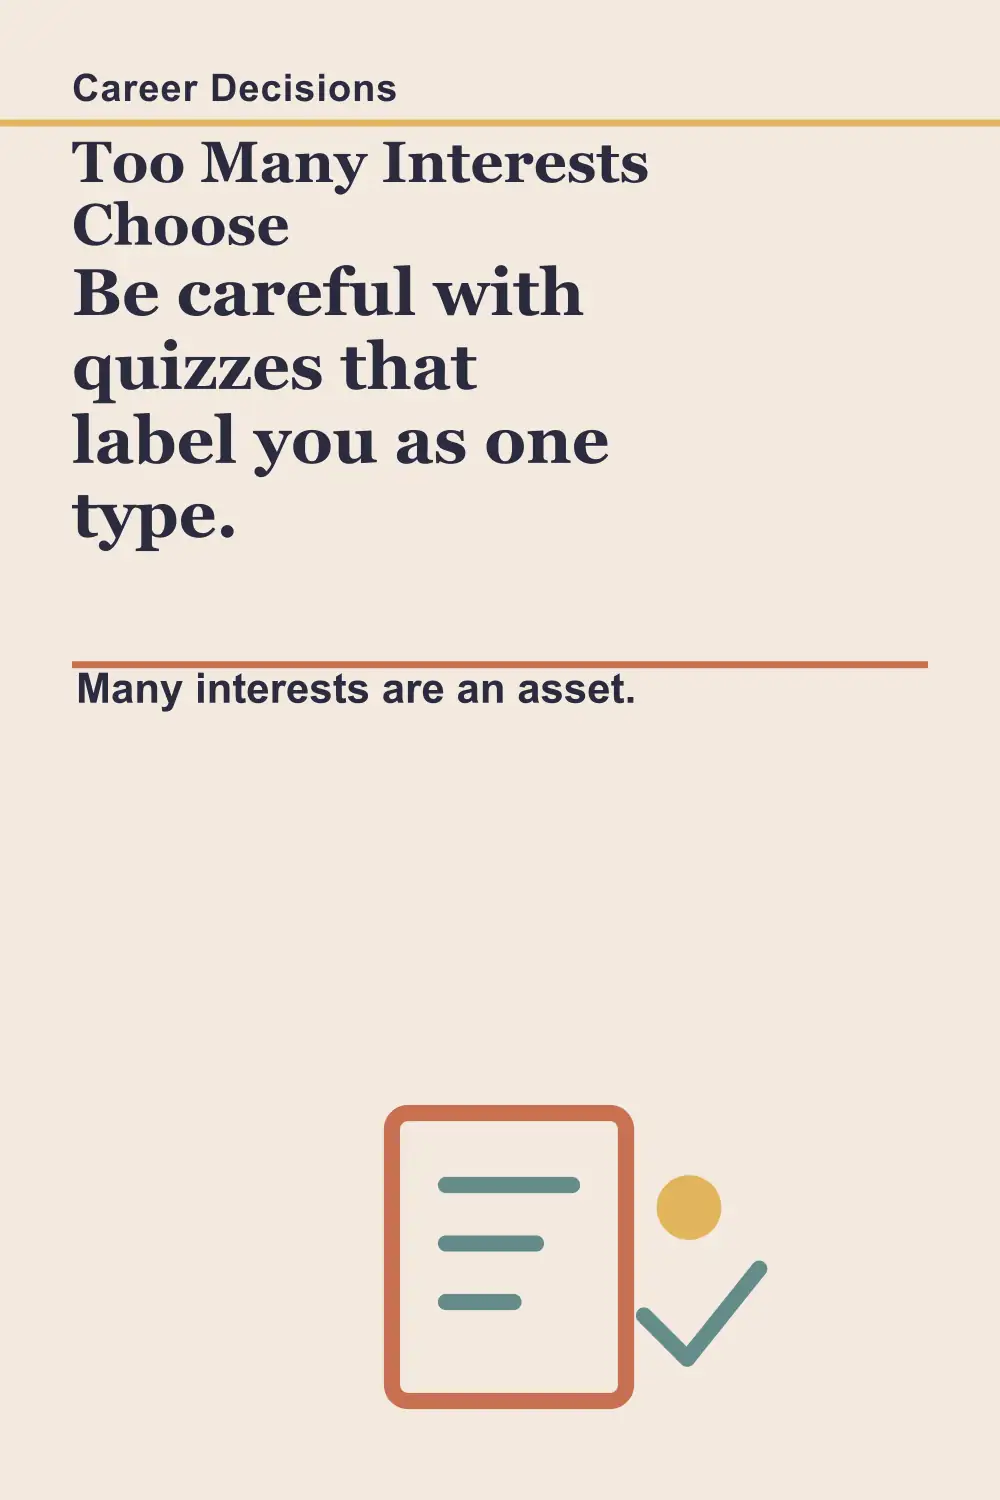 Career Decisions
Too Many Interests
Choose
Be careful with
quizzes that
label you as one
type.
Many interests are an asset.